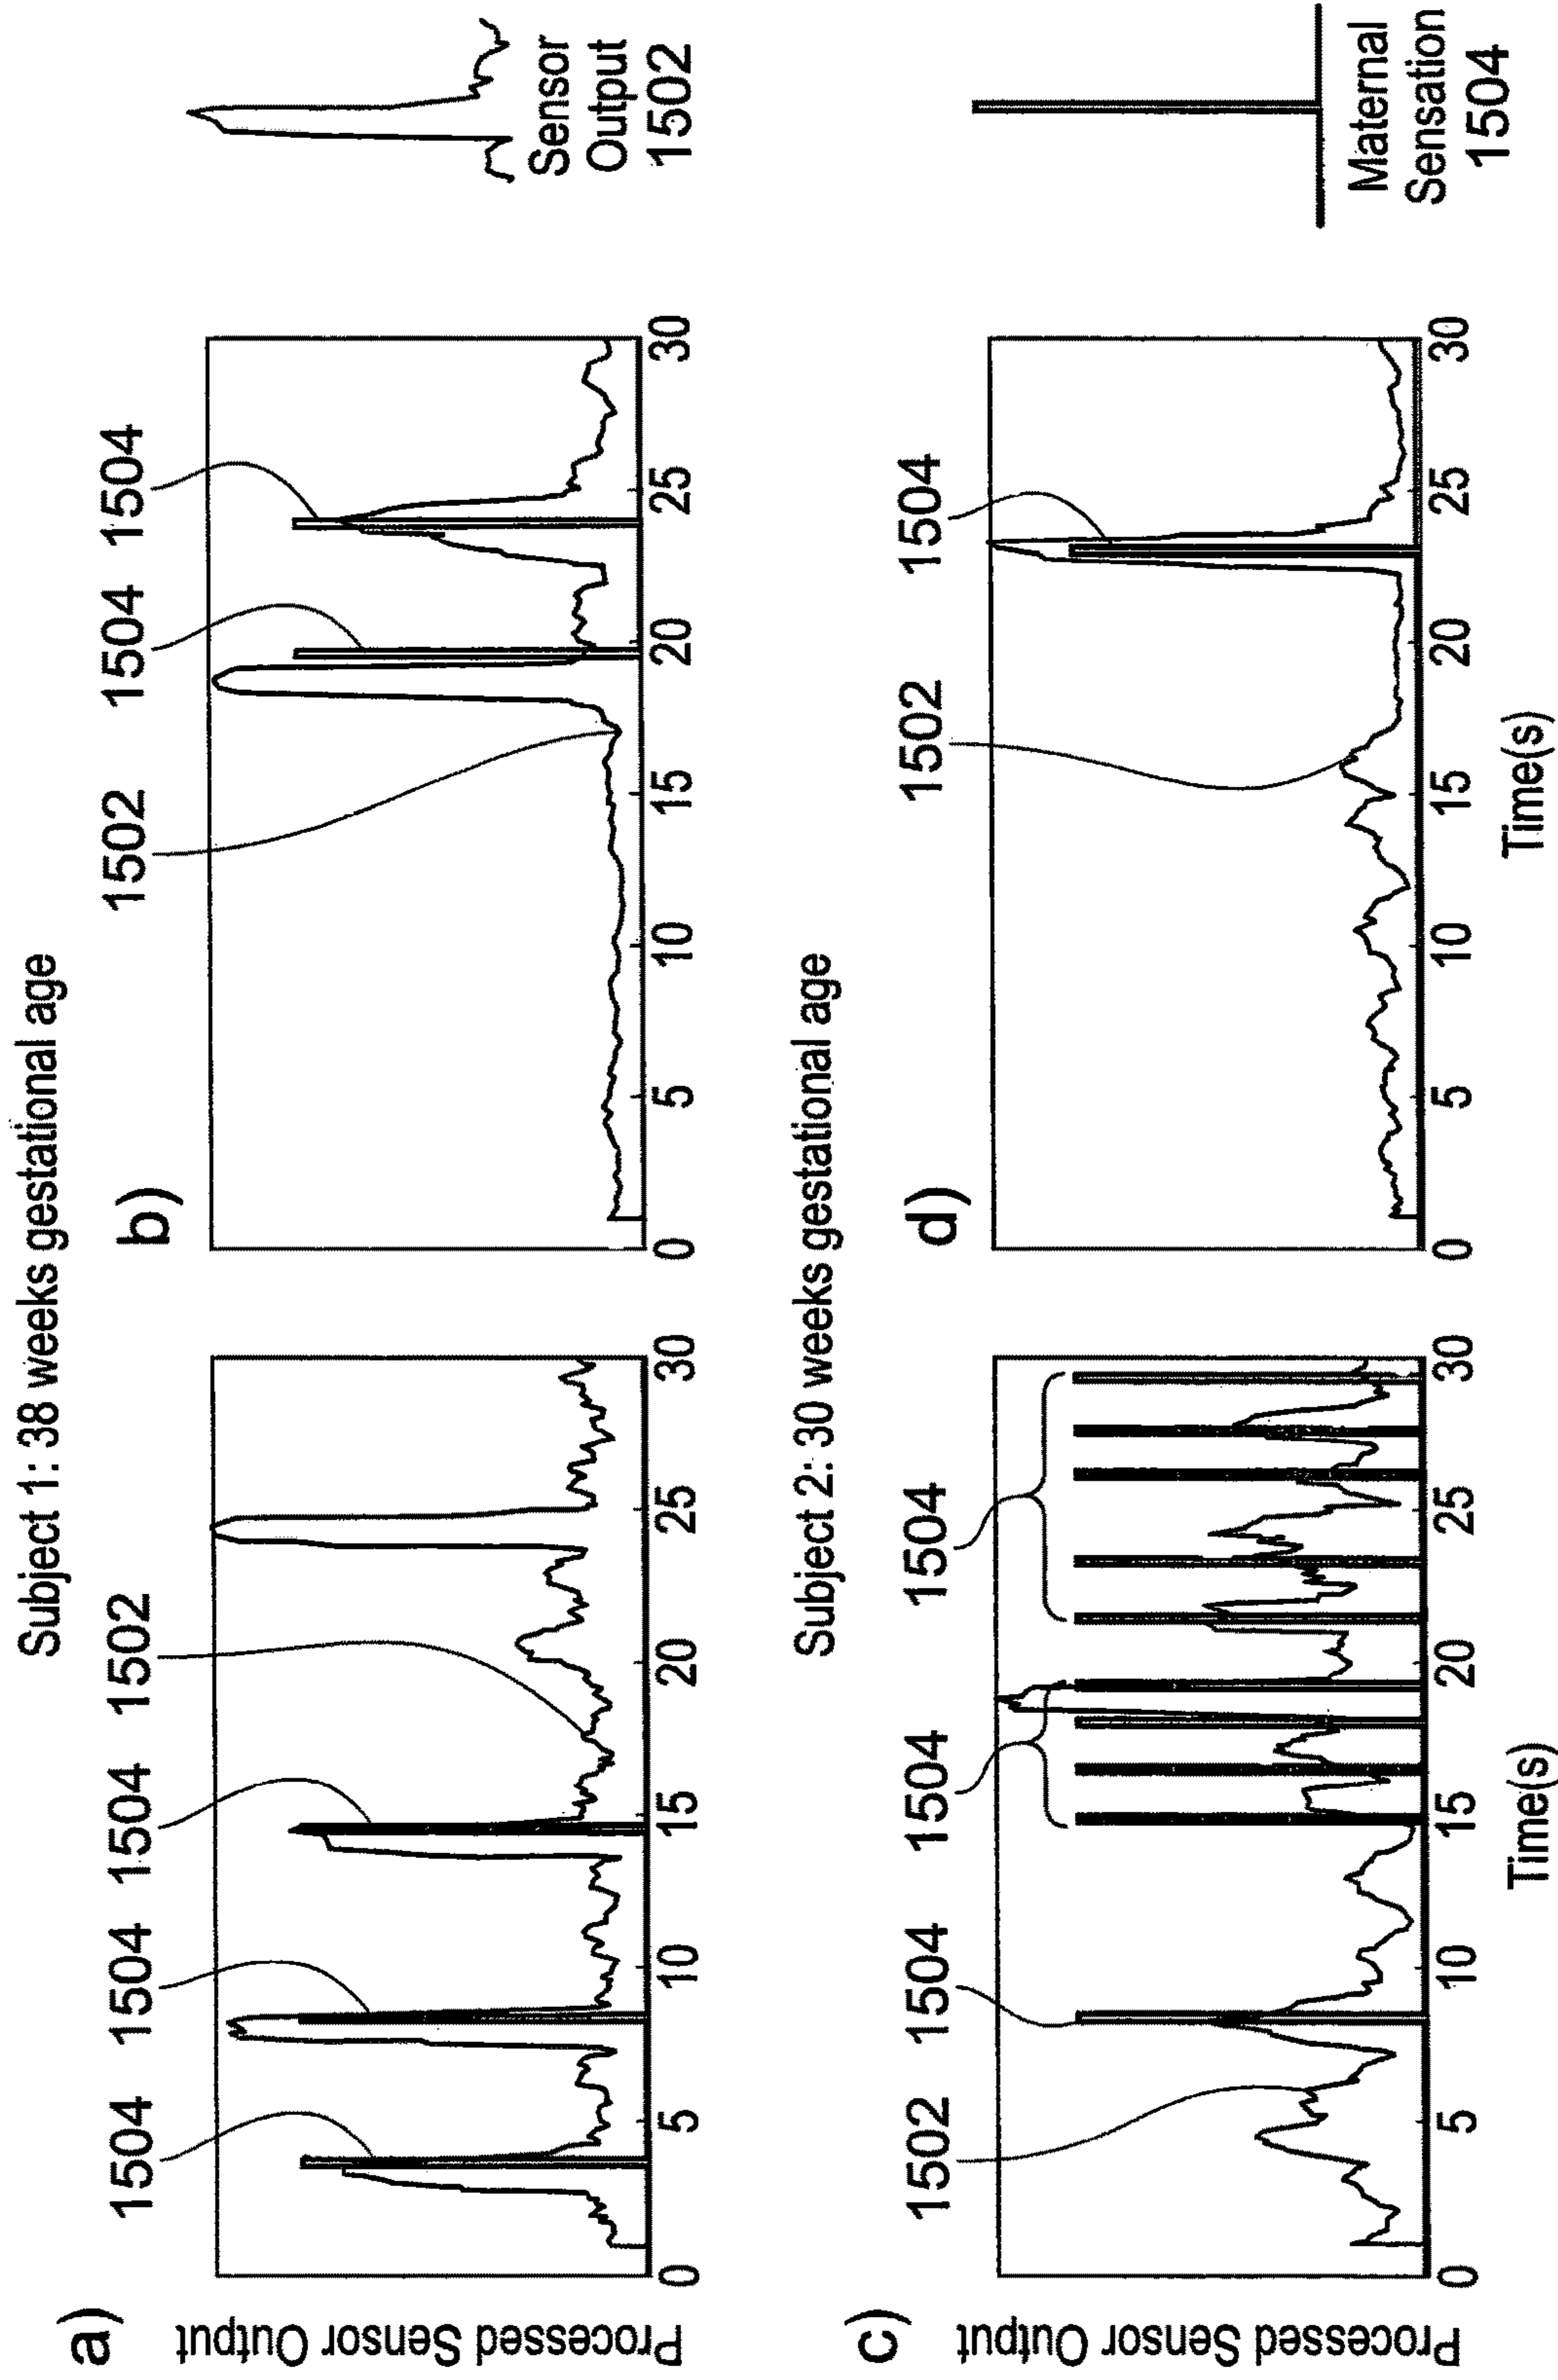 Subject 1: 38 weeks gestational age
a)
1504
1504
1504
1502
Processed Sensor Output
0 5 10 15 20 25 30
b)
1502
1504
1504
0 5 10 15 20 25 30
Sensor
Output
1502
Subject 2: 30 weeks gestational age
c)
1502
1504
1504
1504
Processed Sensor Output
0 5 10 15 20 25 30
Time(s)
d)
1502
1504
0 5 10 15 20 25 30
Time(s)
Maternal
Sensation
1504